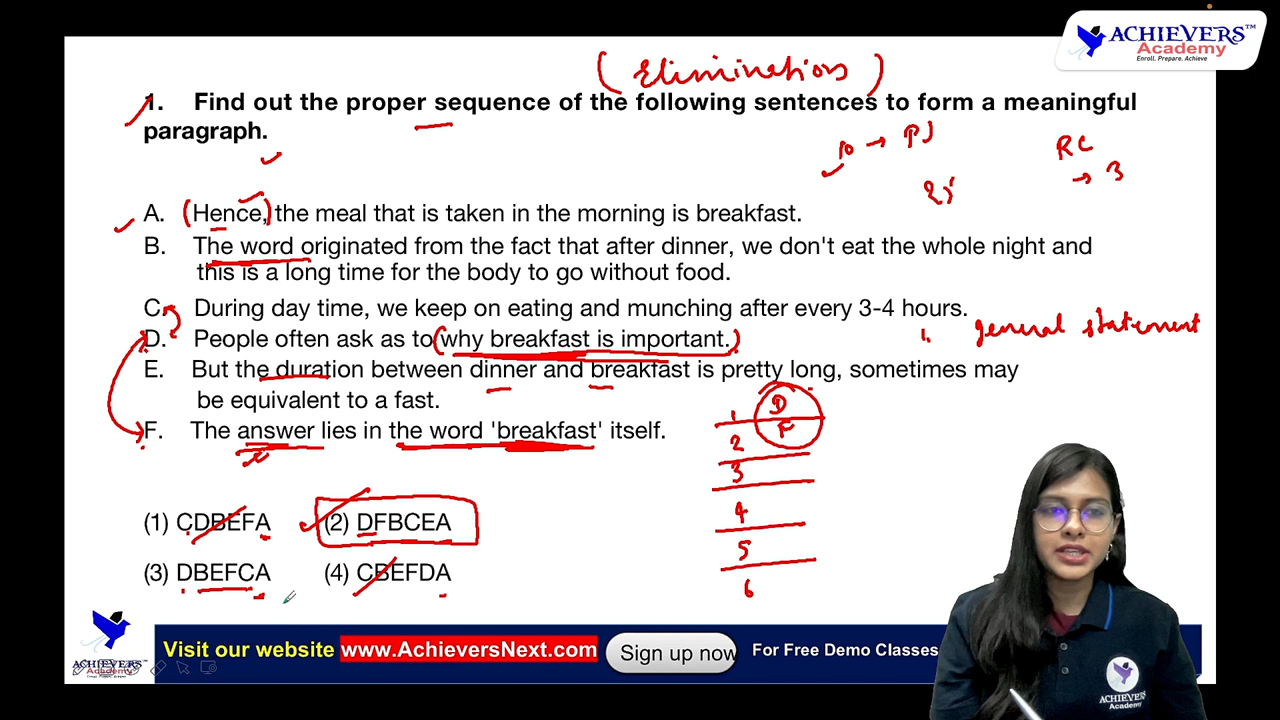 ACHIEVERS™
Academy
Enroll. Prepare. Achieve
(Elimination)
1. Find out the proper sequence of the following sentences to form a meaningful
paragraph.
10 → PJ
RC
→ 3
A. (Hence,) the meal that is taken in the morning is breakfast.
B. The word originated from the fact that after dinner, we don't eat the whole night and
this is a long time for the body to go without food.
C. During day time, we keep on eating and munching after every 3-4 hours.
1. general statement
D. People often ask as to (why breakfast is important.)
E. But the duration between dinner and breakfast is pretty long, sometimes may
be equivalent to a fast.
F. The answer lies in the word 'breakfast' itself.
1 D
2 F
3
4
5
6
(1) CDBEFA (2) DFBCEA
(3) DBEFCA (4) CBEFDA
ACHIEVERS
Academy
Visit our website www.AchieversNext.com Sign up now For Free Demo Classes
ACHIEVERS
Academy